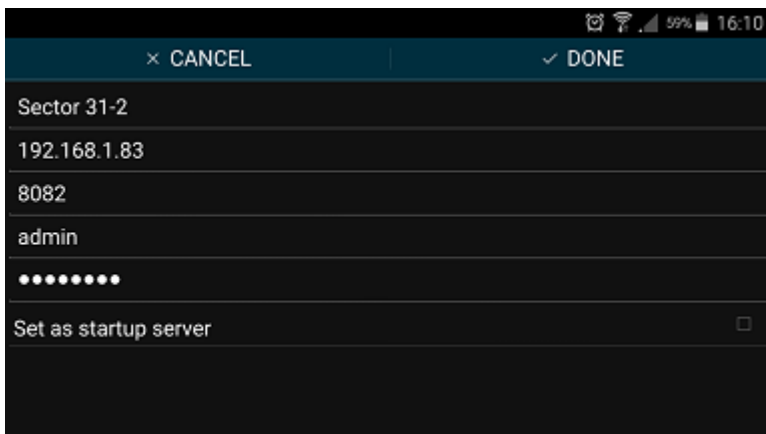 59% 16:10
× CANCEL ✓ DONE
Sector 31-2
192.168.1.83
8082
admin
••••••••
Set as startup server